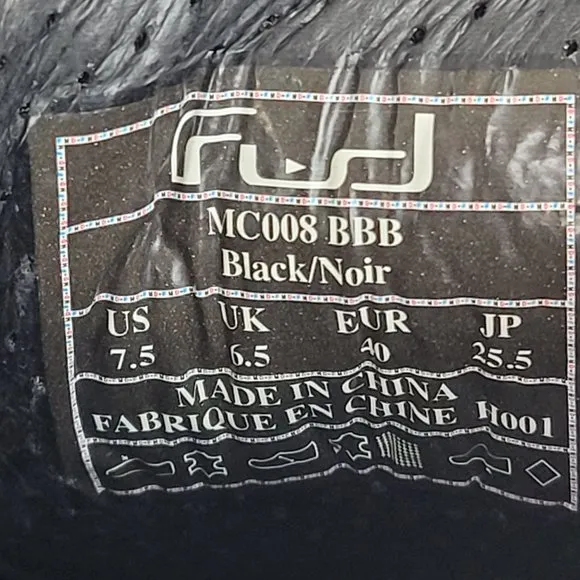 MC008 BBB
Black/Noir
US UK EUR JP
7.5 6.5 40 25.5
MADE IN CHINA
FABRIQUE EN CHINE H001